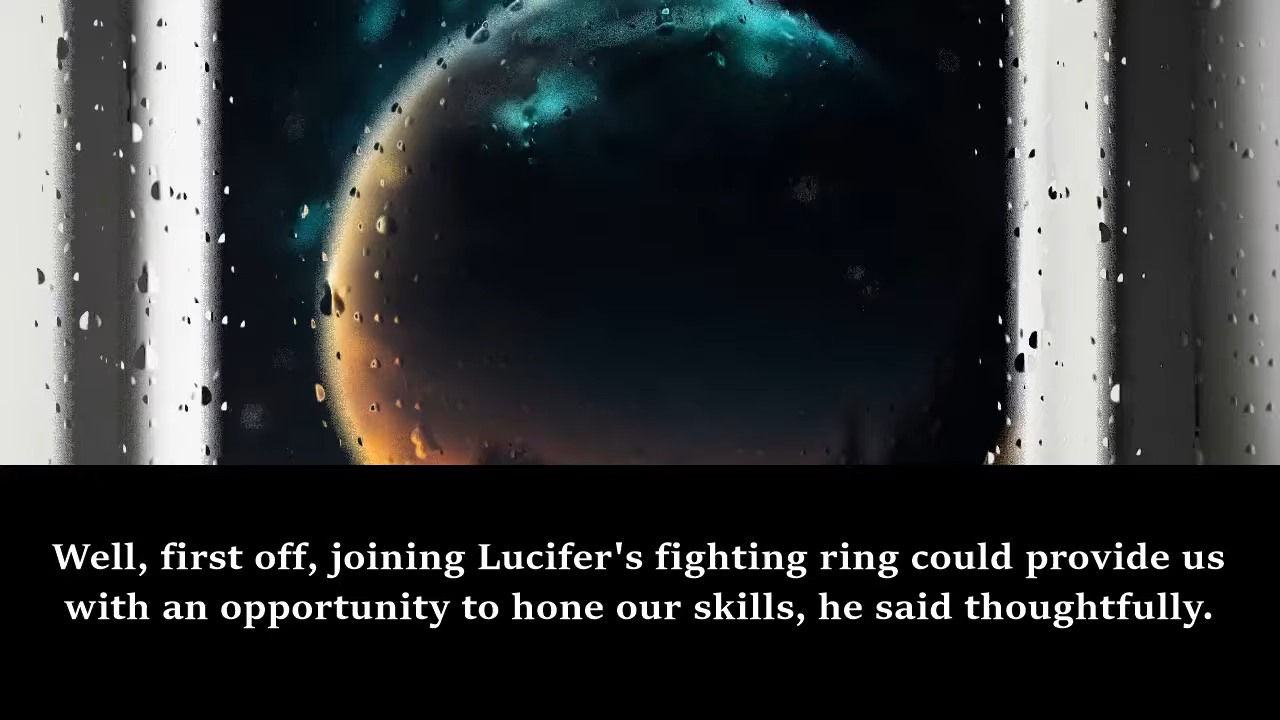 Well, first off, joining Lucifer's fighting ring could provide us
with an opportunity to hone our skills, he said thoughtfully.